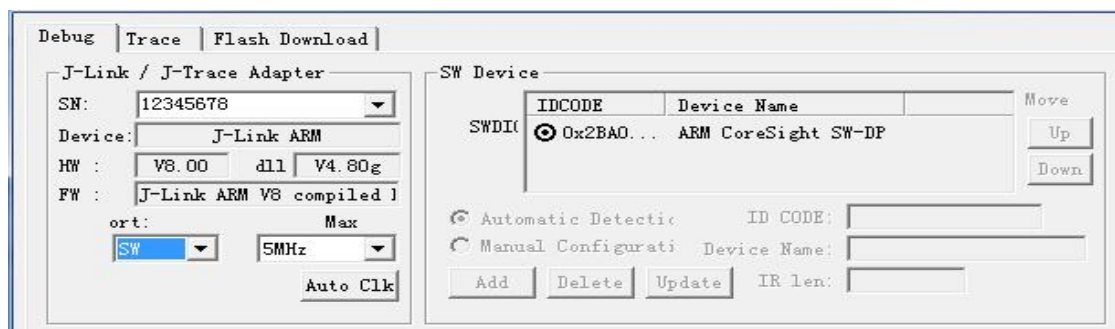 Debug Trace Flash Download
J-Link / J-Trace Adapter
SN: 12345678
Device: J-Link ARM
HW : V8.00 dll V4.80g
FW : J-Link ARM V8 compiled
ort: Max
SW 5MHz
Auto Clk
SW Device
IDCODE Device Name
SWDI(
0x2BA0... ARM CoreSight SW-DP
Move
Up
Down
Automatic Detectic ID CODE:
Manual Configurati Device Name:
Add Delete Update IR len: